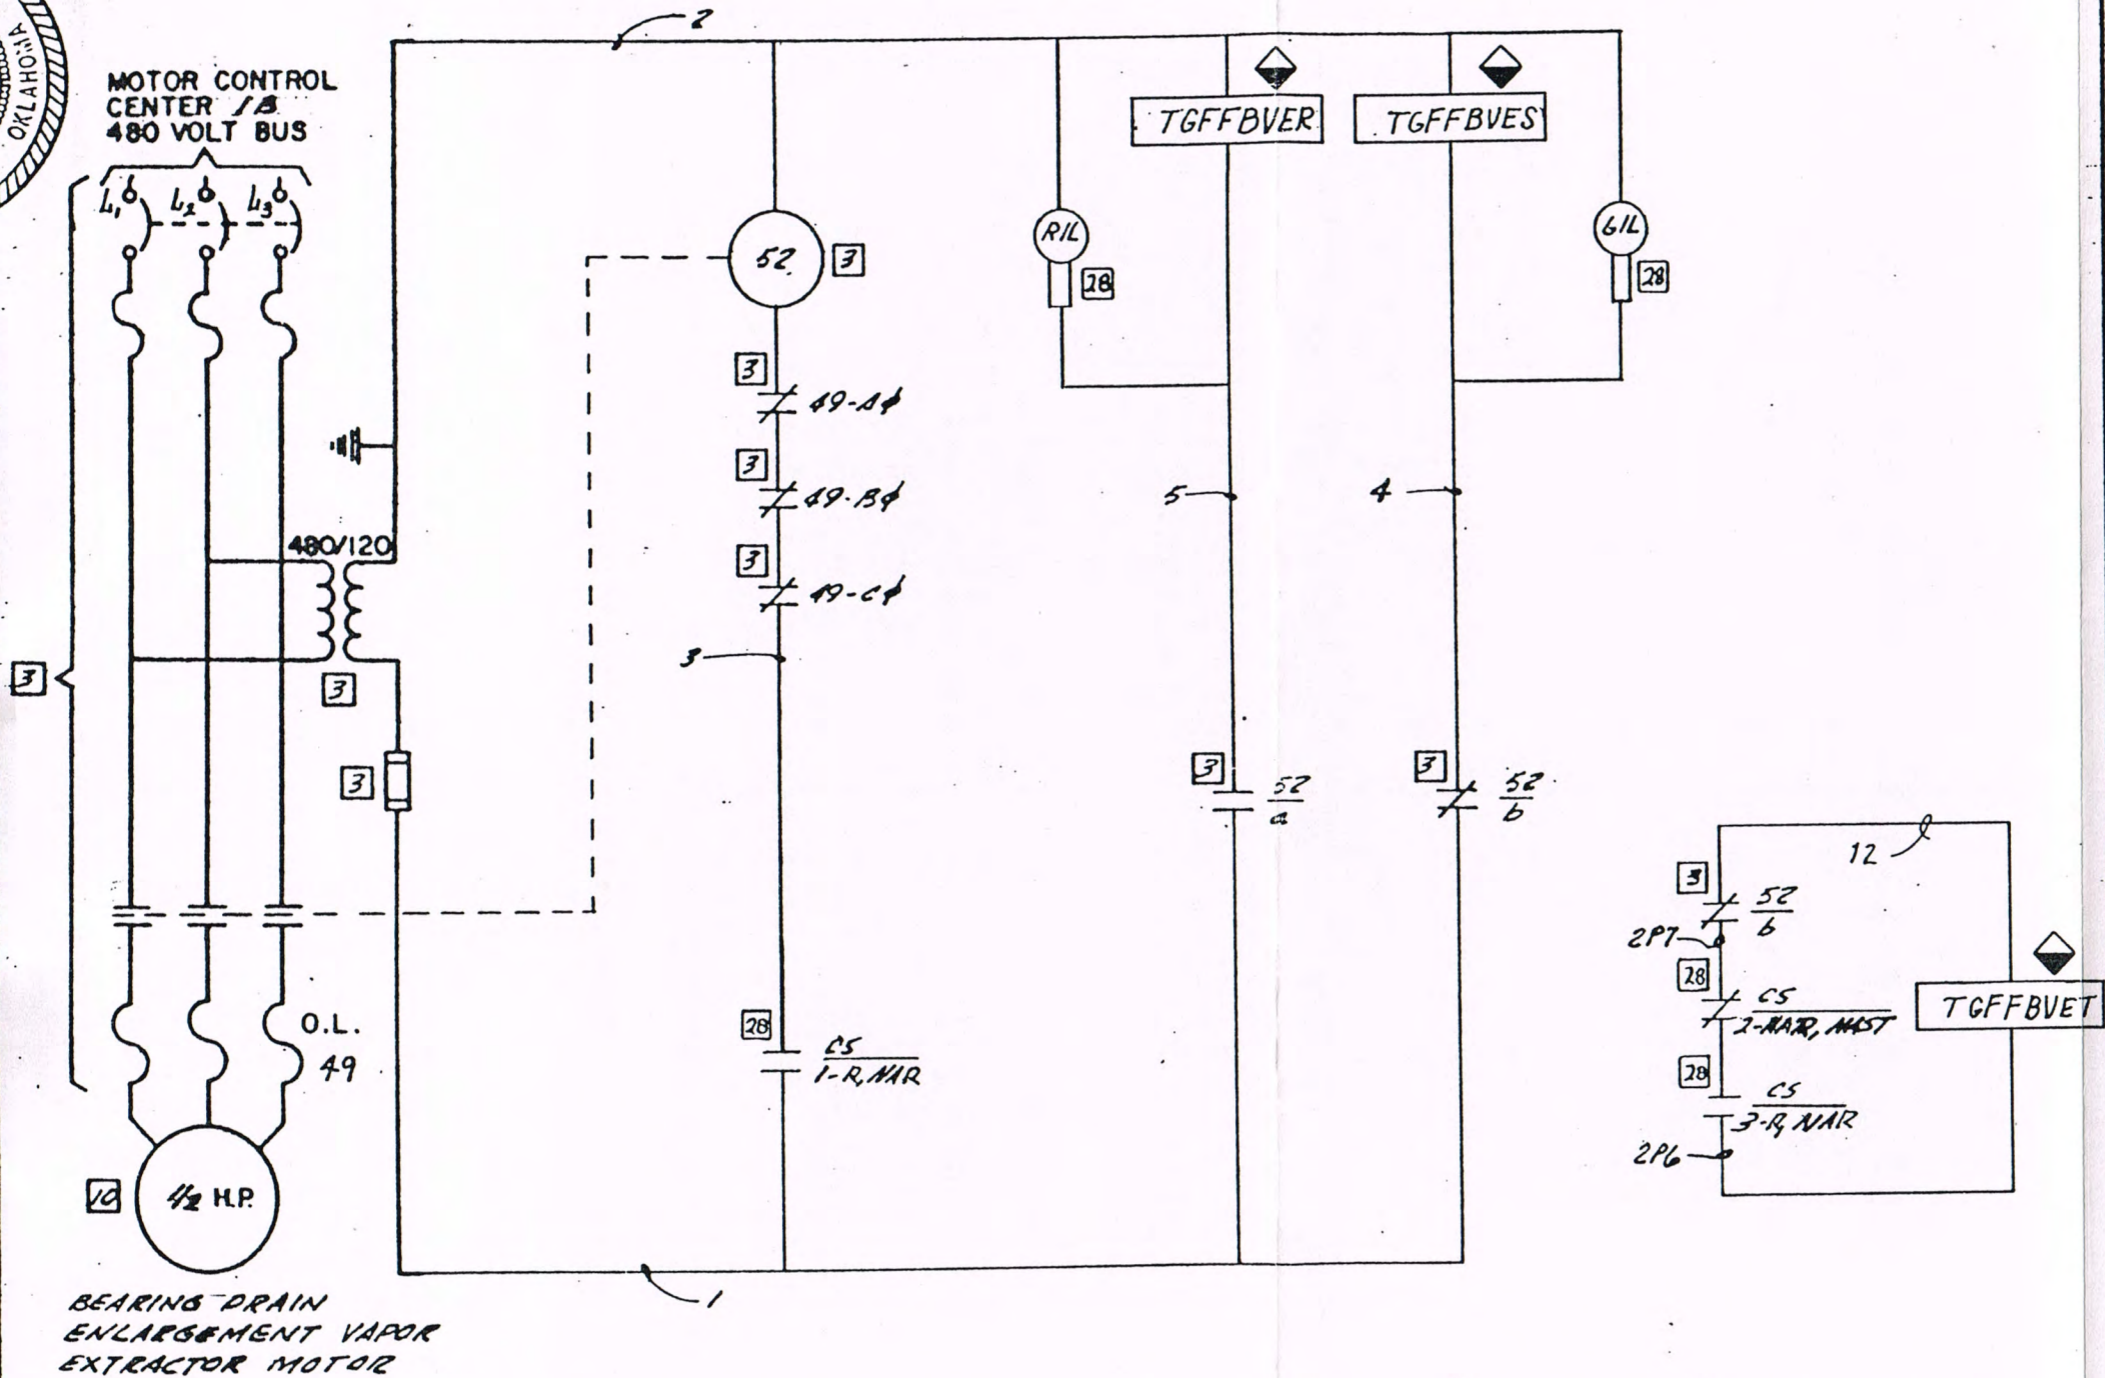 OKLAHOMA
2
MOTOR CONTROL
CENTER 1B
480 VOLT BUS
TGFFBVER
TGFFBVES
L1
L2
L3
52
3
RIL
28
GIL
28
3
49-Aφ
3
49-Bφ
3
49-Cφ
5
4
480/120
3
3
3
3
3
52
a
3
52
b
12
3
52
b
2P7
28
CS
28
CS
3-R, NAR
2P6
TGFFBVET
O.L.
49
28
CS
1-R, NAR
10
1/2 H.P.
1
BEARING DRAIN
ENLARGEMENT VAPOR
EXTRACTOR MOTOR